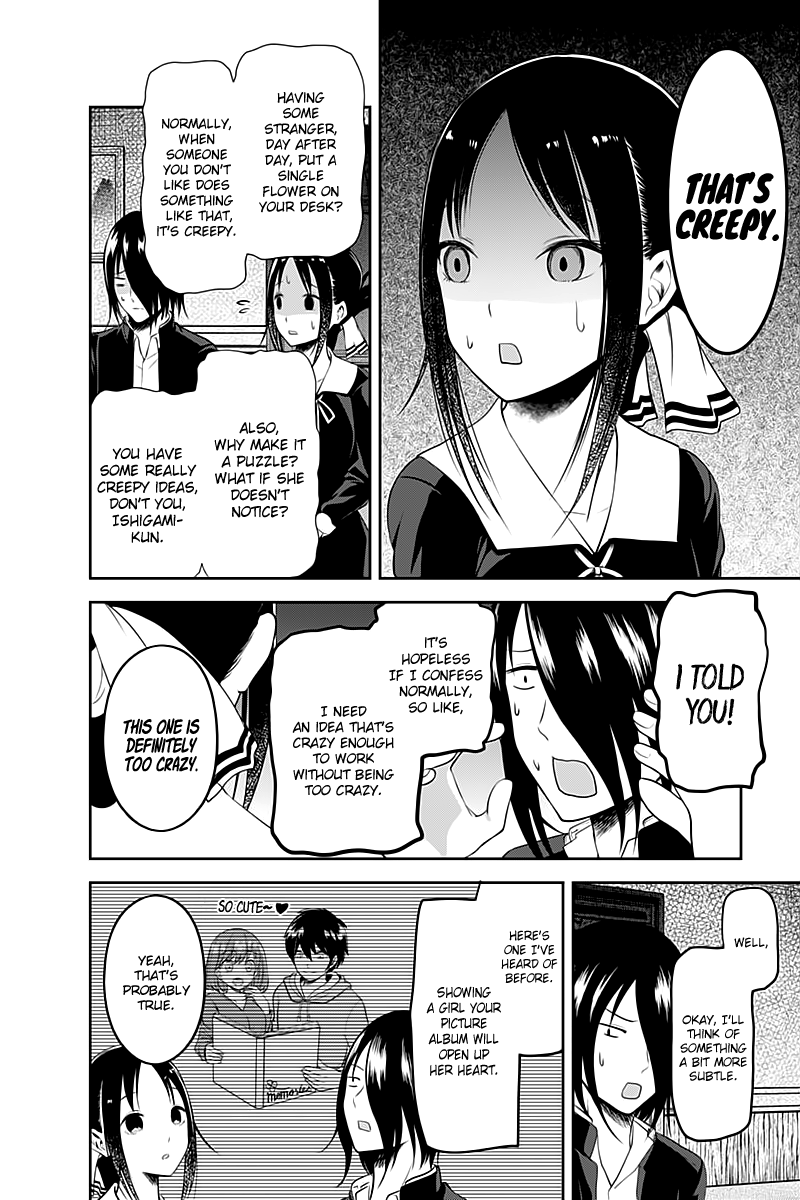 THAT'S
CREEPY.
HAVING
SOME
STRANGER,
DAY AFTER
DAY, PUT A
SINGLE
FLOWER ON
YOUR DESK?
NORMALLY,
WHEN
SOMEONE
YOU DON'T
LIKE DOES
SOMETHING
LIKE THAT,
IT'S CREEPY.
ALSO,
WHY MAKE IT
A PUZZLE?
WHAT IF SHE
DOESN'T
NOTICE?
YOU HAVE
SOME REALLY
CREEPY IDEAS,
DON'T YOU,
ISHIGAMI-
KUN.
I TOLD
YOU!
IT'S
HOPELESS
IF I CONFESS
NORMALLY,
SO LIKE,
I NEED
AN IDEA THAT'S
CRAZY ENOUGH
TO WORK
WITHOUT BEING
TOO CRAZY.
THIS ONE IS
DEFINITELY
TOO CRAZY.
WELL,
OKAY, I'LL
THINK OF
SOMETHING
A BIT MORE
SUBTLE.
HERE'S
ONE I'VE
HEARD OF
BEFORE.
SHOWING
A GIRL YOUR
PICTURE
ALBUM WILL
OPEN UP
HER HEART.
SO CUTE~ ♥
YEAH,
THAT'S
PROBABLY
TRUE.